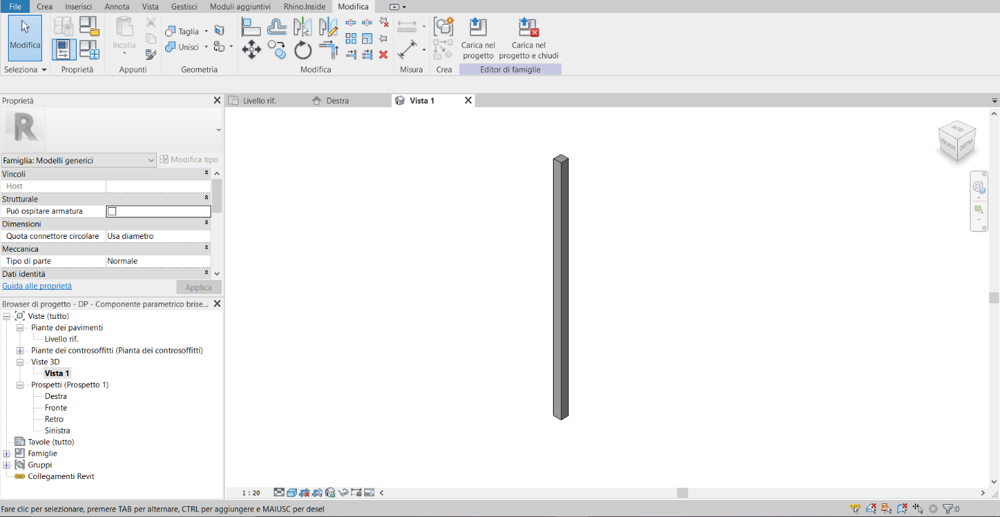 File Crea Inserisci Annota Vista Gestisci Moduli aggiuntivi Rhino.Inside Modifica
Modifica
Incolla
Taglia
Unisci
Carica nel progetto
Carica nel progetto e chiudi
Seleziona Proprietà Appunti Geometria Modifica Misura Crea Editor di famiglie
Proprietà
Livello rif. Destra Vista 1
R
Famiglia: Modelli generici Modifica tipo
Vincoli
Host
Strutturale
Può ospitare armatura
Dimensioni
Quota connettore circolare Usa diametro
Meccanica
Tipo di parte Normale
Dati identità
Guida alle proprietà Applica
Browser di progetto - DP - Componente parametrico brise...
Viste (tutto)
Piante dei pavimenti
Livello rif.
Piante dei controsoffitti (Pianta dei controsoffitti)
Viste 3D
Vista 1
Prospetti (Prospetto 1)
Destra
Fronte
Retro
Sinistra
Tavole (tutto)
Famiglie
Gruppi
Collegamenti Revit
ALTO
FRONTE DESTRA
1 : 20
Fare clic per selezionare, premere TAB per alternare, CTRL per aggiungere e MAIUSC per desel
:0